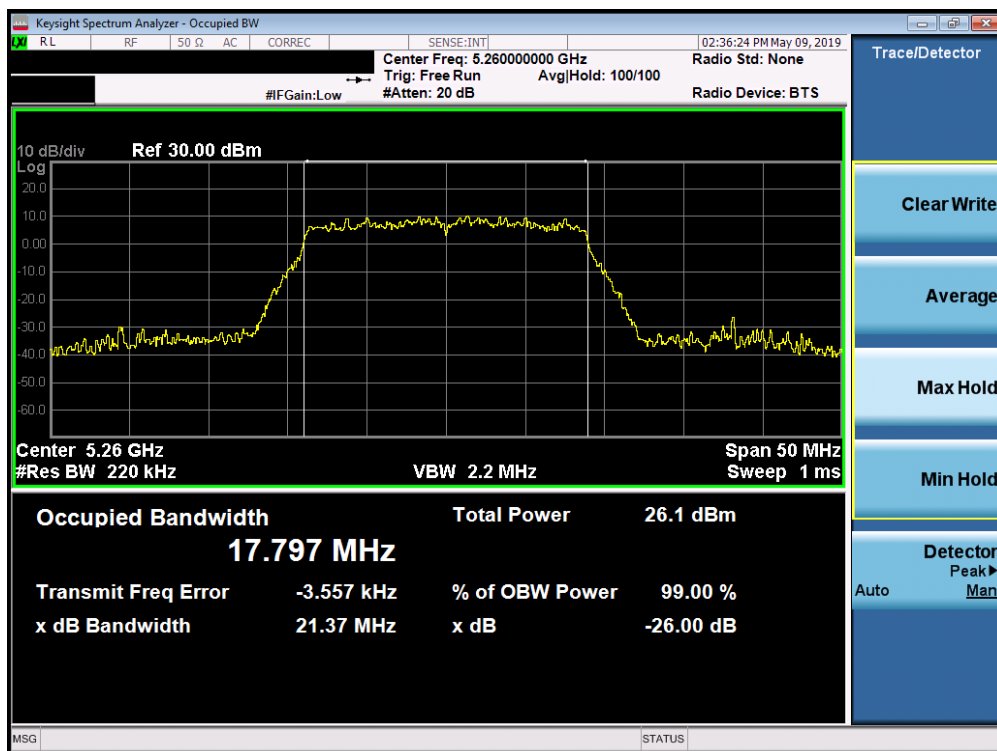 Keysight Spectrum Analyzer - Occupied BW
LXI RL RF 50 Ω AC CORREC SENSE:INT 02:36:24 PM May 09, 2019
Center Freq: 5.260000000 GHz Radio Std: None
Trig: Free Run Avg|Hold: 100/100
#IFGain:Low #Atten: 20 dB Radio Device: BTS
10 dB/div Ref 30.00 dBm
Log
20.0
10.0
0.00
-10.0
-20.0
-30.0
-40.0
-50.0
-60.0
Center 5.26 GHz Span 50 MHz
#Res BW 220 kHz VBW 2.2 MHz Sweep 1 ms
Occupied Bandwidth Total Power 26.1 dBm
17.797 MHz
Transmit Freq Error -3.557 kHz % of OBW Power 99.00 %
x dB Bandwidth 21.37 MHz x dB -26.00 dB
MSG STATUS
Trace/Detector
Clear Write
Average
Max Hold
Min Hold
Detector
Peak▶
Auto Man